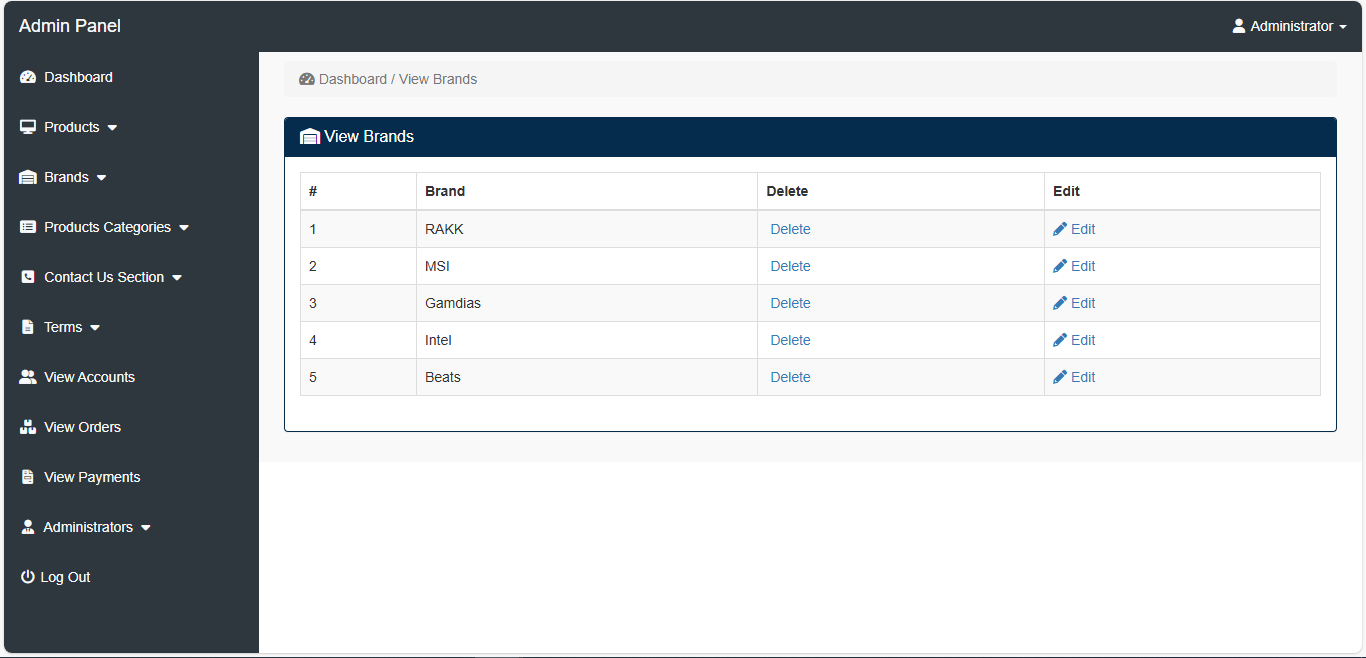 Admin Panel
Administrator
Dashboard
Products
Brands
Products Categories
Contact Us Section
Terms
View Accounts
View Orders
View Payments
Administrators
Log Out
Dashboard / View Brands
View Brands
# Brand Delete Edit
1 RAKK Delete Edit
2 MSI Delete Edit
3 Gamdias Delete Edit
4 Intel Delete Edit
5 Beats Delete Edit